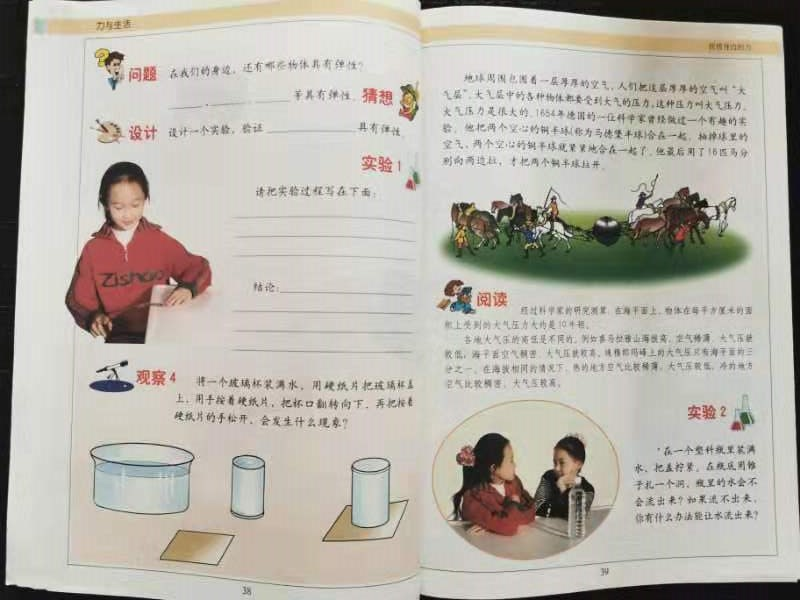 力与生活
问题 在我们的身边，还有哪些物体具有弹性？
等具有弹性。 猜想
设计 设计一个实验，验证 具有弹性。
实验1
请把实验过程写在下面：
结论：
Zishao
观察4 将一个玻璃杯装满水，用硬纸片把玻璃杯盖
上，用手按着硬纸片，把杯口翻转向下，再把按着
硬纸片的手松开，会发生什么现象？
38
身边的力
地球周围包围着一层厚厚的空气，人们把这层厚厚的空气叫“大
气层”。大气层中的各种物体都要受到大气的压力，这种压力叫大气压力。
大气压力是很大的。1654年德国的一位科学家曾经做过一个有趣的实
验。他把两个空心的铜半球(称为马德堡半球)合在一起，抽掉球里的
空气，两个空心的铜半球就紧紧地合在一起了。他最后用了16匹马分
别向两边拉，才把两个铜半球拉开。
阅读 经过科学家的研究测算，在海平面上，物体在每平方厘米的面
积上受到的大气压力大约是10牛顿。
各地大气压的高低是不同的，例如喜马拉雅山海拔高，空气稀薄，大气压就
较低；海平面空气稠密，大气压就较高。珠穆朗玛峰上的大气压只有海平面的三
分之一。在海拔相同的情况下，热的地方空气比较稀薄，大气压较低，冷的地方
空气比较稠密，大气压较高。
实验2
在一个塑料瓶里装满
水，把盖拧紧，在瓶底用锥
子扎一个洞，瓶里的水会不
会流出来？如果流不出来，
你有什么办法能让水流出来？
39